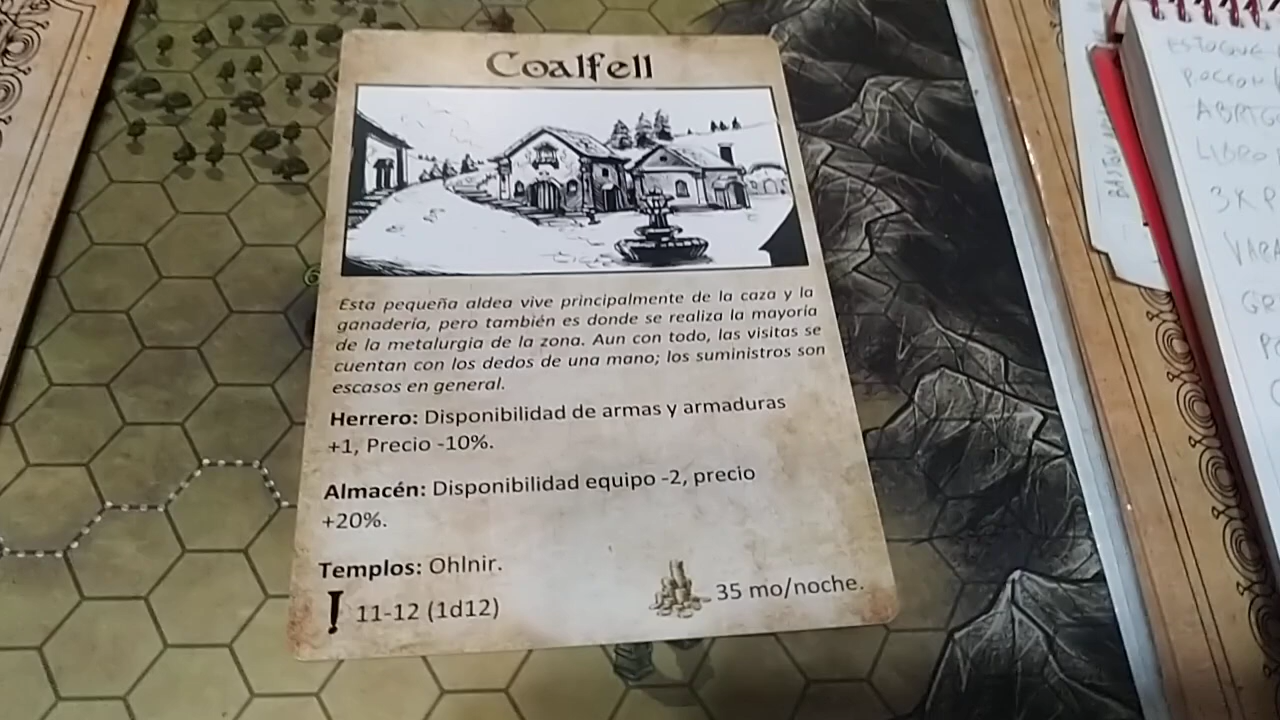 Coalfell
Esta pequeña aldea vive principalmente de la caza y la
ganadería, pero también es donde se realiza la mayoría
de la metalurgia de la zona. Aun con todo, las visitas se
cuentan con los dedos de una mano; los suministros son
escasos en general.
Herrero: Disponibilidad de armas y armaduras
+1, Precio -10%.
Almacén: Disponibilidad equipo -2, precio
+20%.
Templos: Ohlnir.
11-12 (1d12)
35 mo/noche.
ESTOQUE
LIBRO